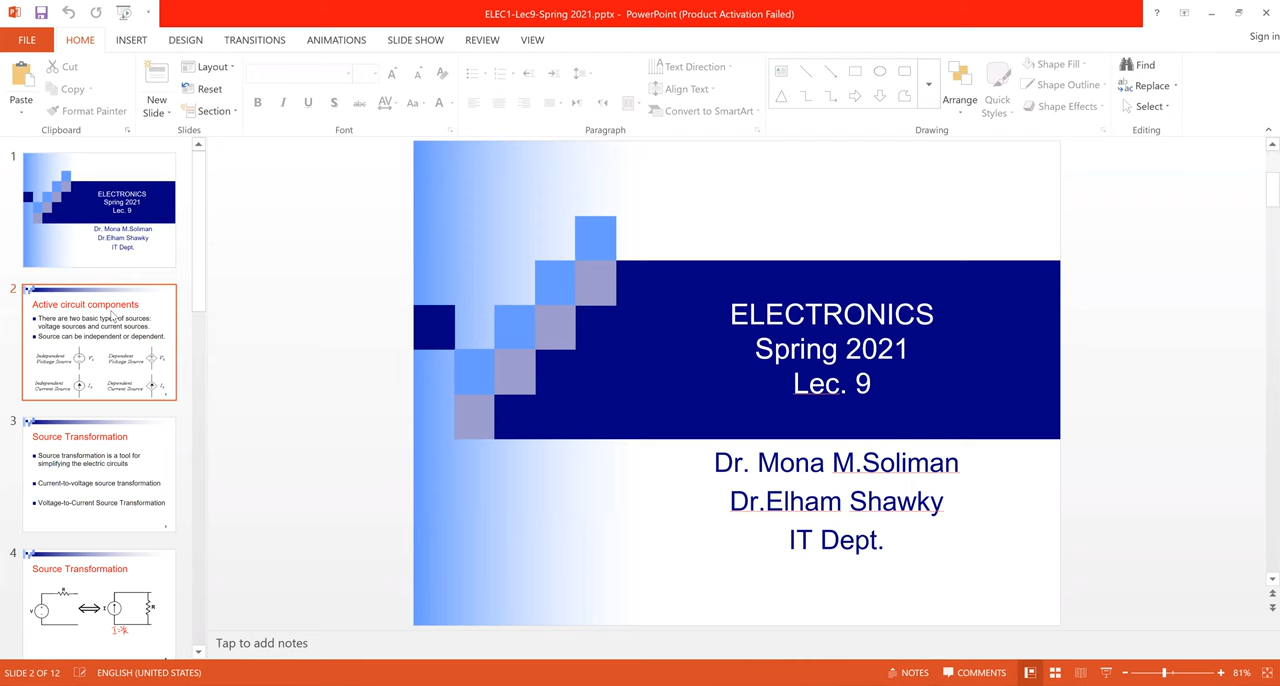 ELEC1-Lec9-Spring 2021.pptx - PowerPoint (Product Activation Failed)
FILE HOME INSERT DESIGN TRANSITIONS ANIMATIONS SLIDE SHOW REVIEW VIEW
Sign in
Paste
Cut
Copy
Format Painter
Clipboard
New Slide
Layout
Reset
Section
Slides
B I U S abc AV Aa A
Font
Text Direction
Align Text
Convert to SmartArt
Paragraph
Arrange
Quick Styles
Shape Fill
Shape Outline
Shape Effects
Drawing
Find
Replace
Select
Editing
1
ELECTRONICS
Spring 2021
Lec. 9
Dr. Mona M.Soliman
Dr.Elham Shawky
IT Dept.
2
Active circuit components
There are two basic types of sources:
voltage sources and current sources.
Source can be independent or dependent.
Independent Dependent
Voltage Source Voltage Source
Independent Dependent
Current Source Current Source
3
Source Transformation
Source transformation is a tool for
simplifying the electric circuits
Current-to-voltage source transformation
Voltage-to-Current Source Transformation
4
Source Transformation
R
V I R
ELECTRONICS
Spring 2021
Lec. 9
Dr. Mona M.Soliman
Dr.Elham Shawky
IT Dept.
Tap to add notes
SLIDE 2 OF 12 ENGLISH (UNITED STATES) NOTES COMMENTS 81%